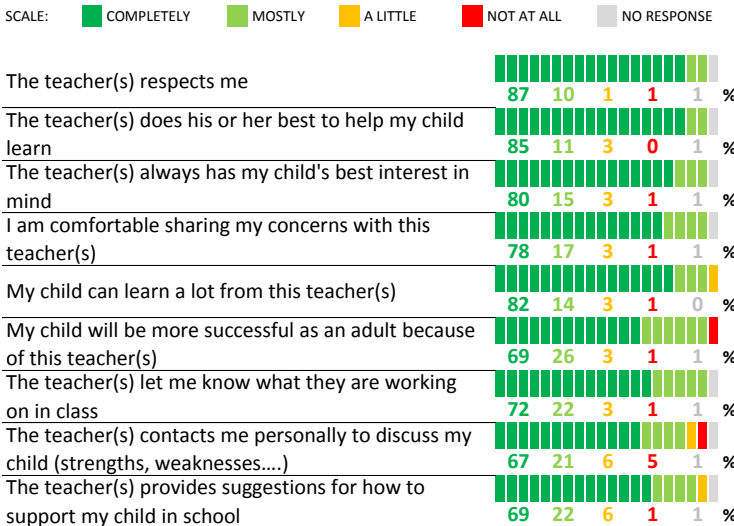 SCALE: COMPLETELY MOSTLY A LITTLE NOT AT ALL NO RESPONSE
The teacher(s) respects me
87 10 1 1 1 %
The teacher(s) does his or her best to help my child
learn
85 11 3 0 1 %
The teacher(s) always has my child's best interest in
mind
80 15 3 1 1 %
I am comfortable sharing my concerns with this
teacher(s)
78 17 3 1 1 %
My child can learn a lot from this teacher(s)
82 14 3 1 0 %
My child will be more successful as an adult because
of this teacher(s)
69 26 3 1 1 %
The teacher(s) let me know what they are working
on in class
72 22 3 1 1 %
The teacher(s) contacts me personally to discuss my
child (strengths, weaknesses....)
67 21 6 5 1 %
The teacher(s) provides suggestions for how to
support my child in school
69 22 6 1 1 %